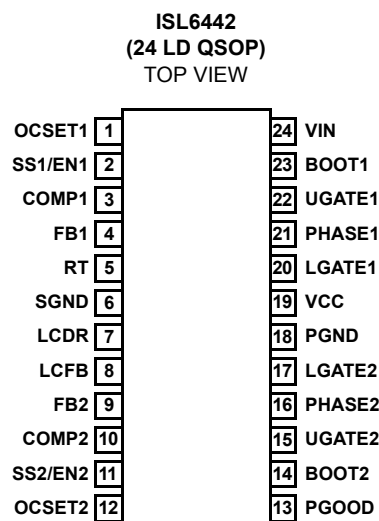 ISL6442
(24 LD QSOP)
TOP VIEW
OCSET1 1 24 VIN
SS1/EN1 2 23 BOOT1
COMP1 3 22 UGATE1
FB1 4 21 PHASE1
RT 5 20 LGATE1
SGND 6 19 VCC
LCDR 7 18 PGND
LCFB 8 17 LGATE2
FB2 9 16 PHASE2
COMP2 10 15 UGATE2
SS2/EN2 11 14 BOOT2
OCSET2 12 13 PGOOD